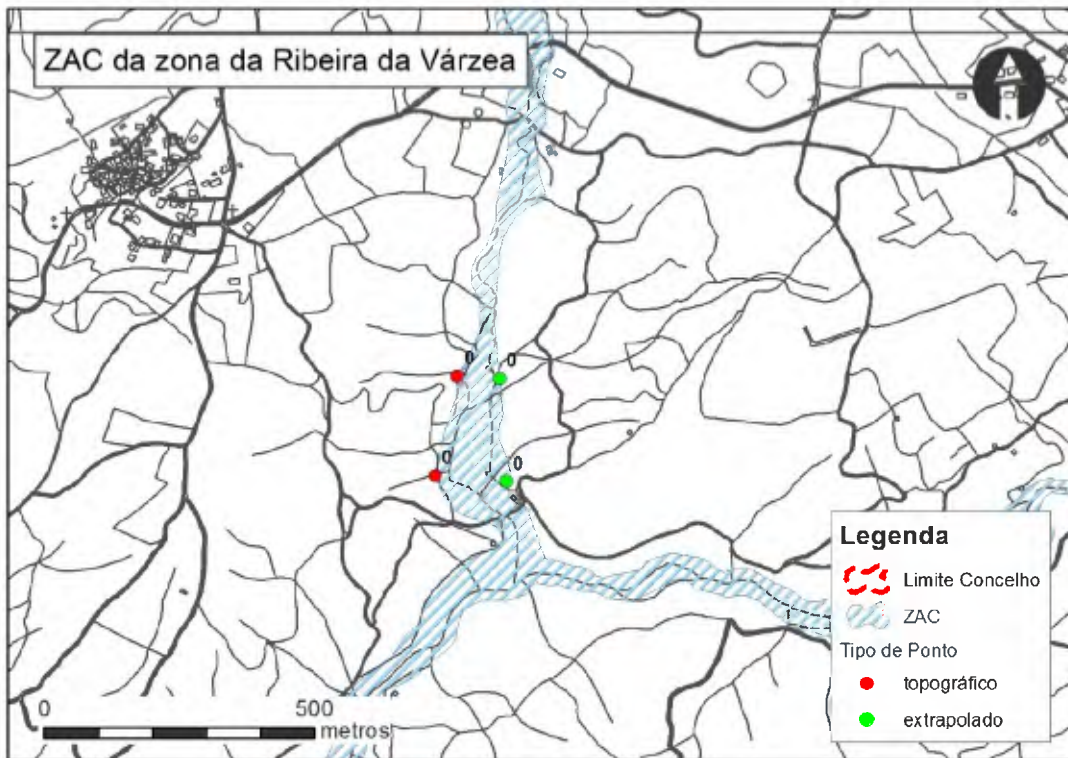 ZAC da zona da Ribeira da Várzea
0 0
0 0
Legenda
Limite Concelho
ZAC
Tipo de Ponto
topográfico
extrapolado
0 500
metros